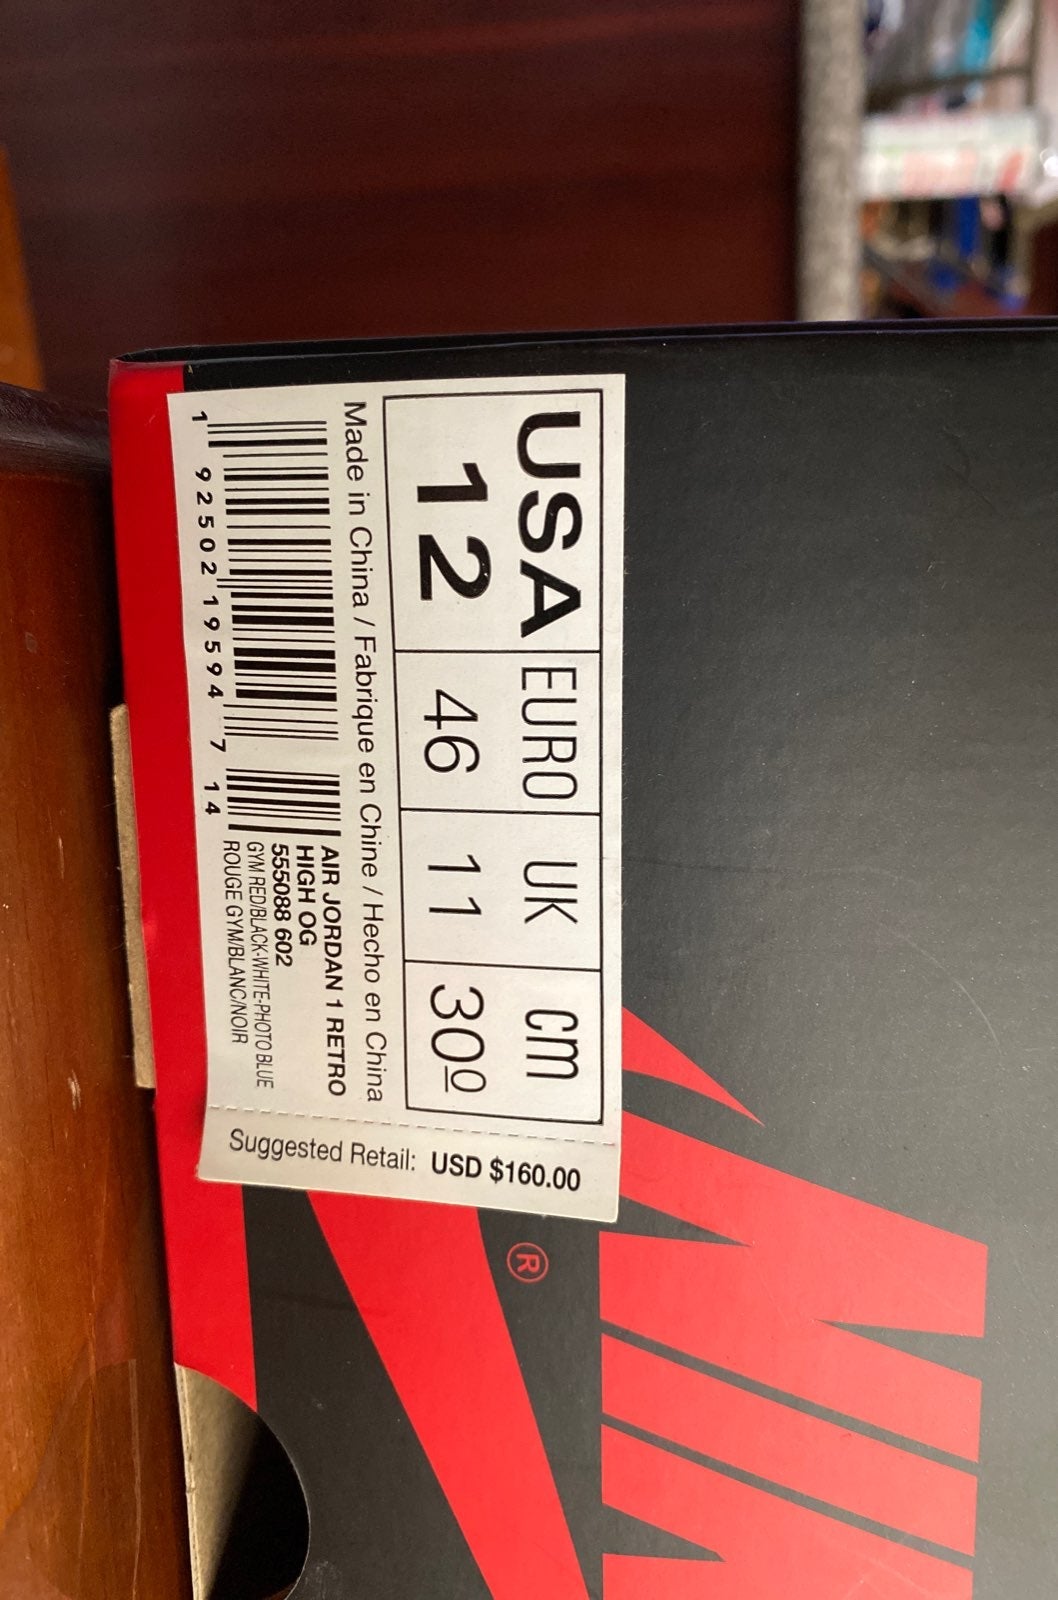 USA EURO UK cm
12 46 11 30º
Made in China / Fabrique en Chine / Hecho en China
AIR JORDAN 1 RETRO
HIGH OG
555088 602
GYM RED/BLACK-WHITE-PHOTO BLUE
ROUGE GYM/BLANC/NOIR
1 92502 19594 7 14
Suggested Retail: USD $160.00
®